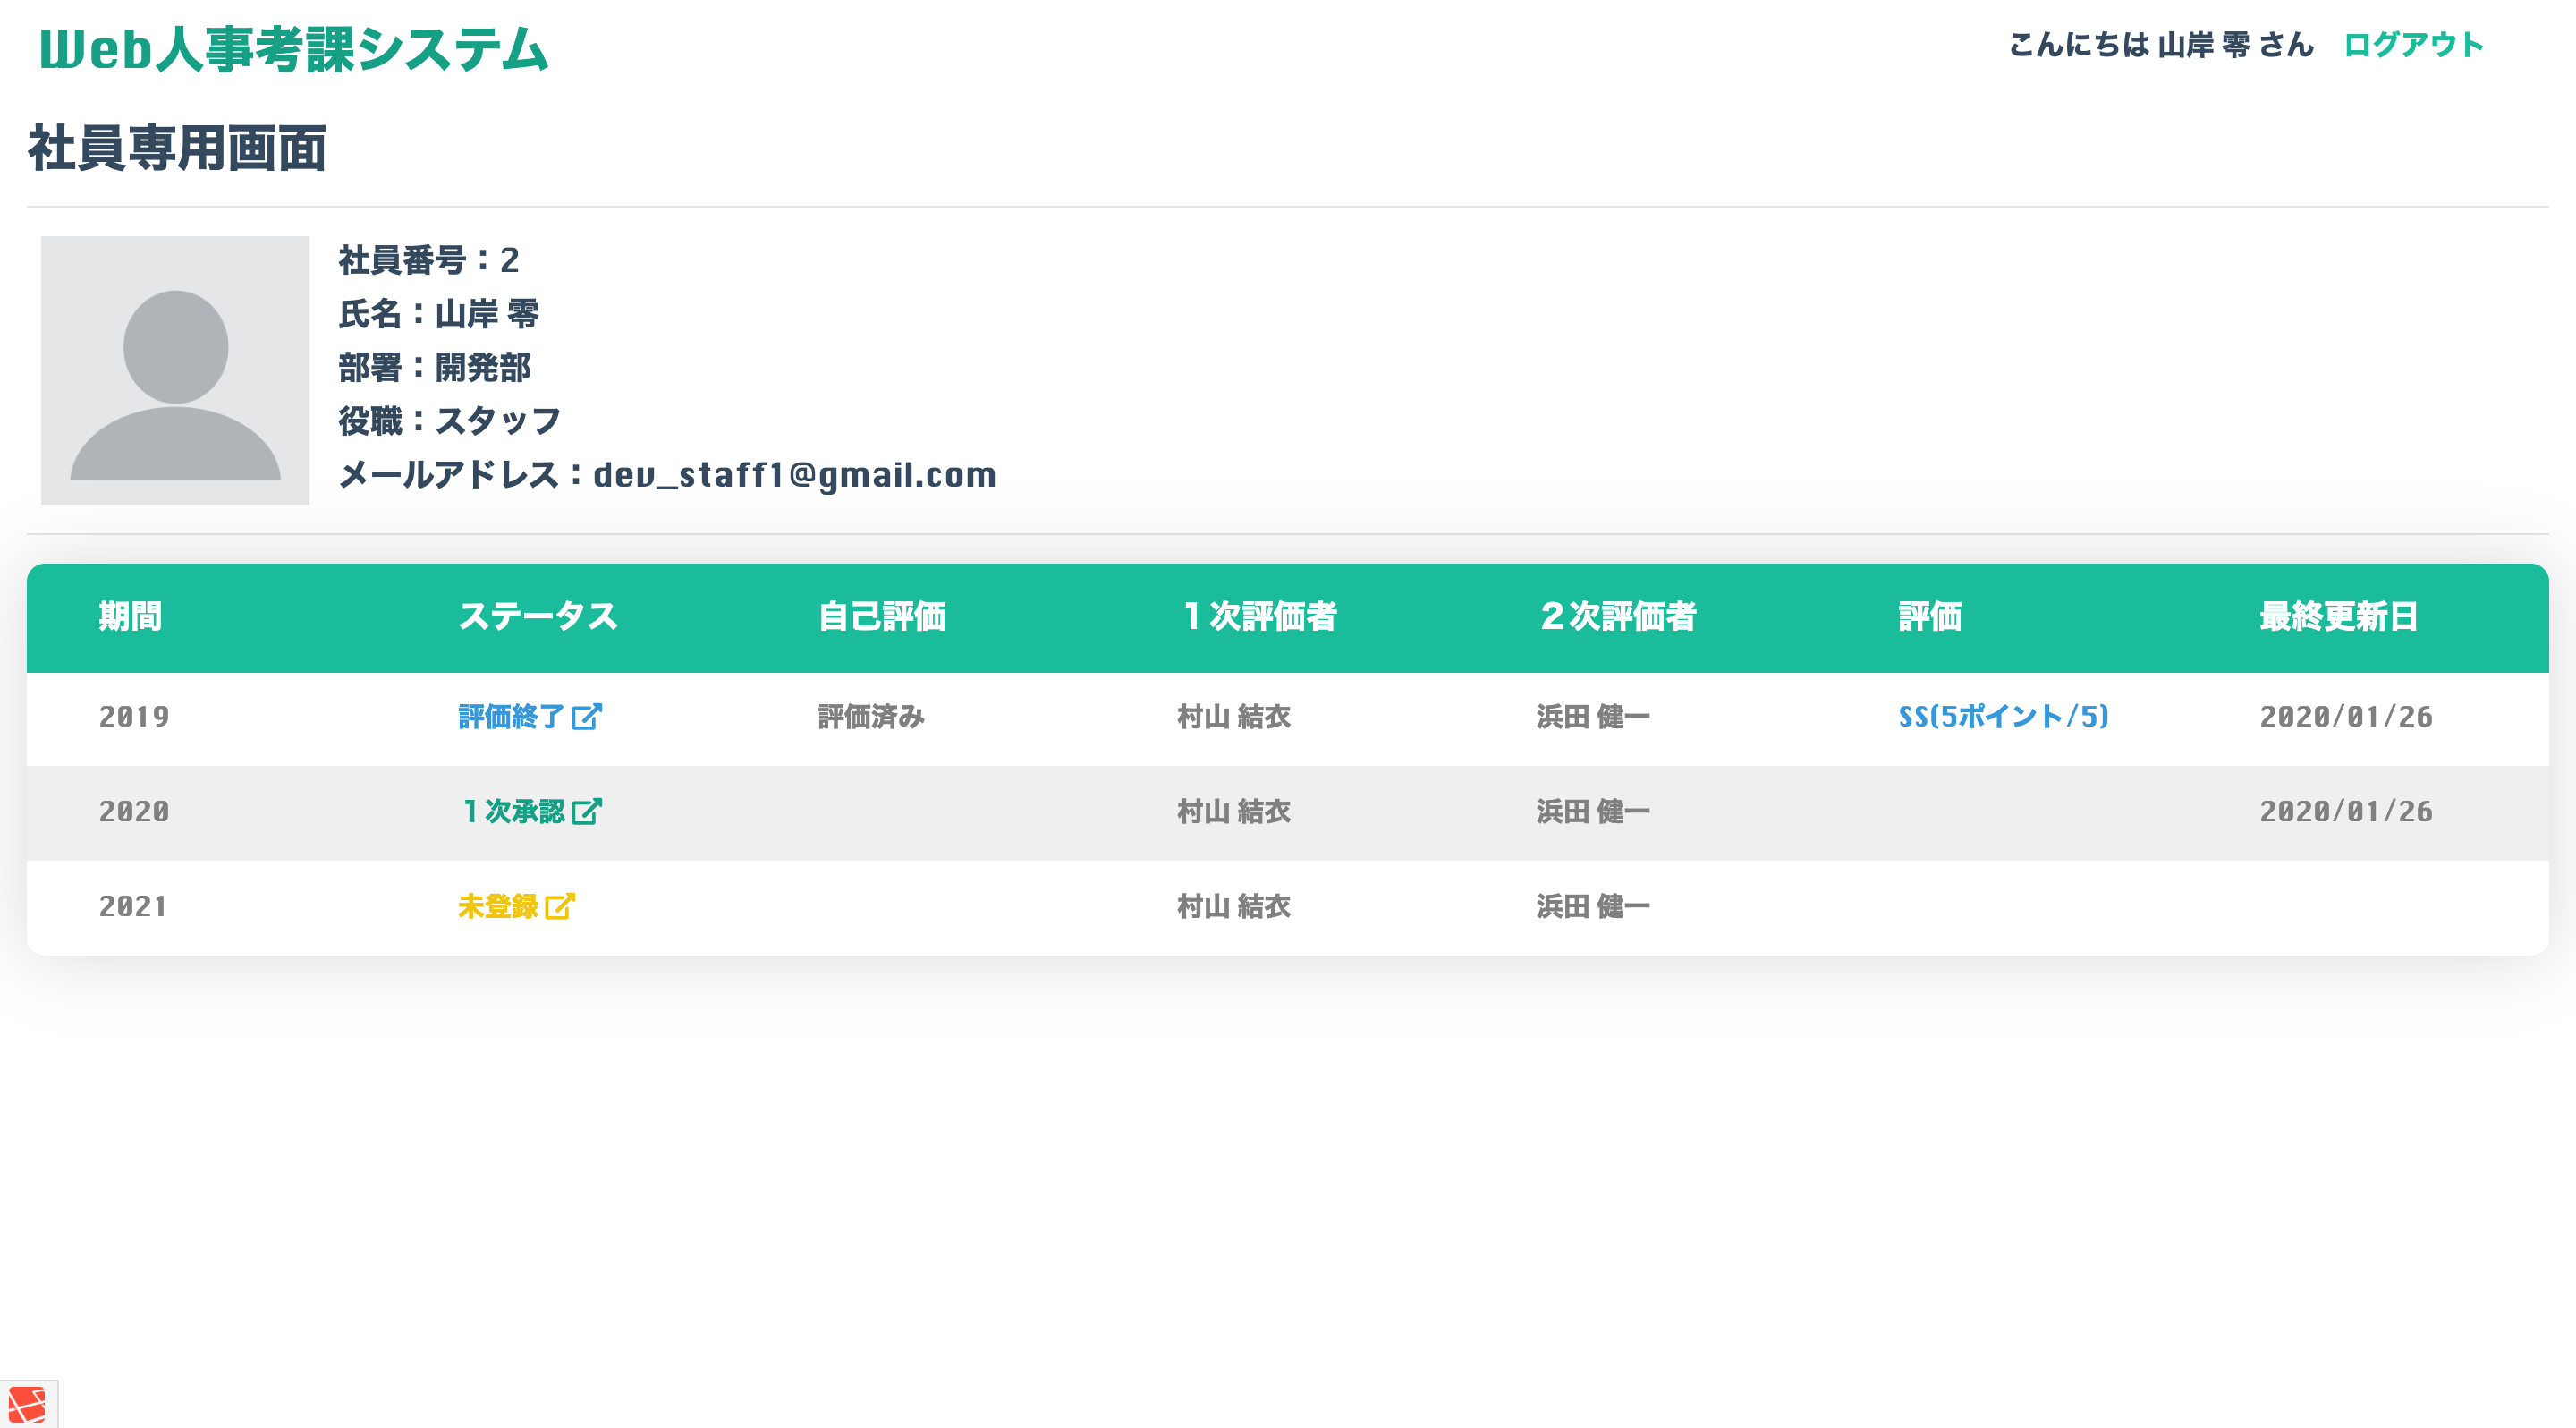 Web人事考課システム
こんにちは 山岸 零 さん ログアウト
社員専用画面
社員番号：2
氏名：山岸 零
部署：開発部
役職：スタッフ
メールアドレス：dev_staff1@gmail.com
期間 ステータス 自己評価 １次評価者 ２次評価者 評価 最終更新日
2019 評価終了 評価済み 村山 結衣 浜田 健一 SS(5ポイント/5) 2020/01/26
2020 １次承認 村山 結衣 浜田 健一 2020/01/26
2021 未登録 村山 結衣 浜田 健一